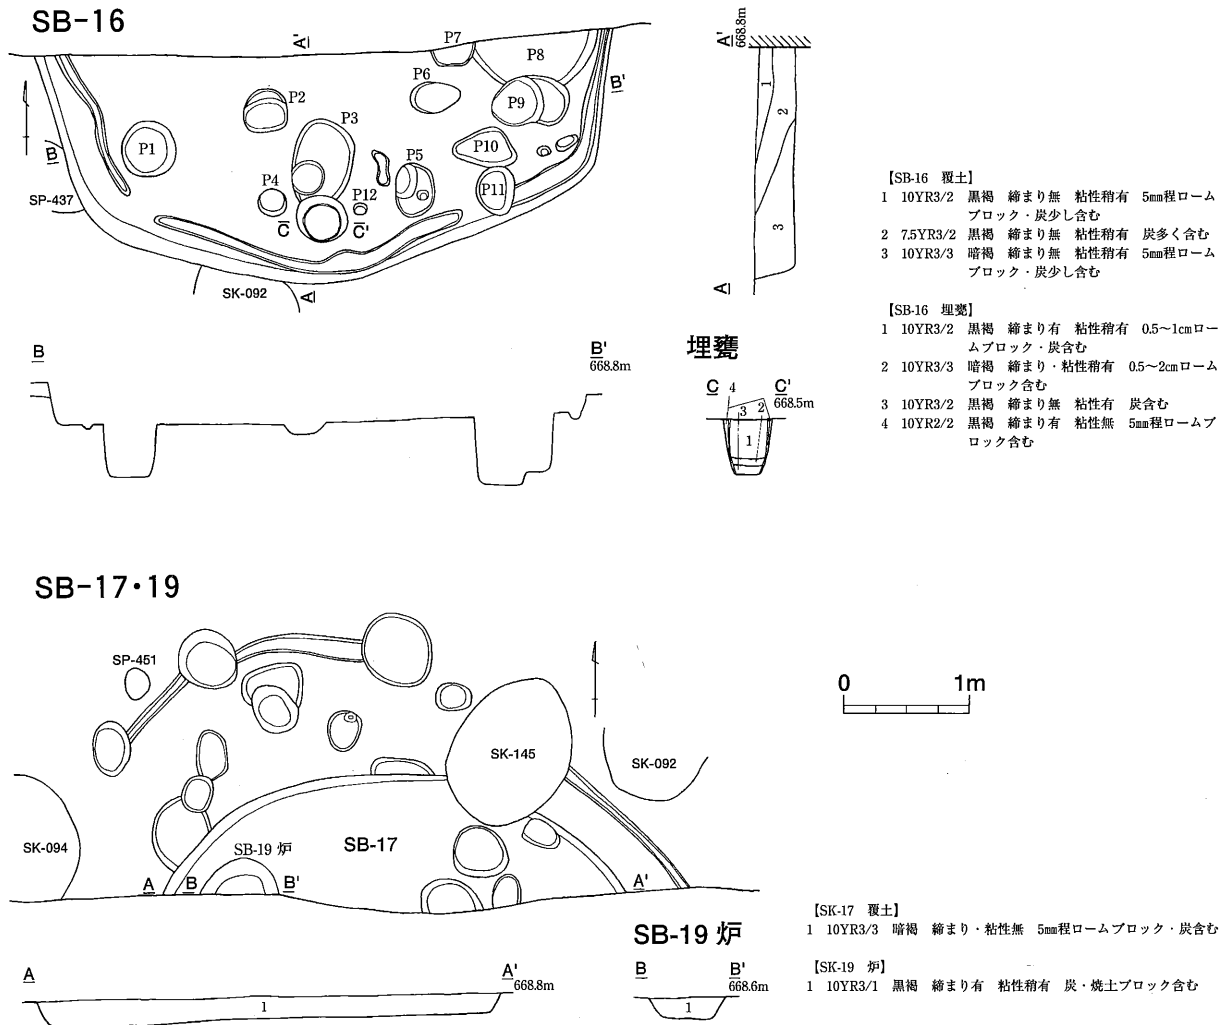 SB-16
A'
668.8m
A'
P7
P8
P6
B'
P2
P9
P3
1
2
P1
P10
B
P5
P4
P12
P11
SP-437
C
C'
3
SK-092
A
A
【SB-16 覆土】
1 10YR3/2 黒褐 締まり無 粘性稍有 5mm程ローム
ブロック・炭少し含む
2 7.5YR3/2 黒褐 締まり無 粘性稍有 炭多く含む
3 10YR3/3 暗褐 締まり無 粘性稍有 5mm程ローム
ブロック・炭少し含む
【SB-16 埋甕】
1 10YR3/2 黒褐 締まり有 粘性稍有 0.5〜1cmロー
ムブロック・炭含む
2 10YR3/3 暗褐 締まり・粘性稍有 0.5〜2cmローム
ブロック含む
3 10YR3/2 黒褐 締まり無 粘性有 炭含む
4 10YR2/2 黒褐 締まり有 粘性無 5mm程ロームブ
ロック含む
B
B'
668.8m
埋甕
C 4 C'
668.5m
3 2
1
SB-17・19
SP-451
0 1m
SK-145
SK-092
SK-094
SB-19 炉
SB-17
A B B' A'
SB-19 炉
【SK-17 覆土】
1 10YR3/3 暗褐 締まり・粘性無 5mm程ロームブロック・炭含む
【SK-19 炉】
1 10YR3/1 黒褐 締まり有 粘性稍有 炭・焼土ブロック含む
A A'
668.8m
1
B B'
668.6m
1